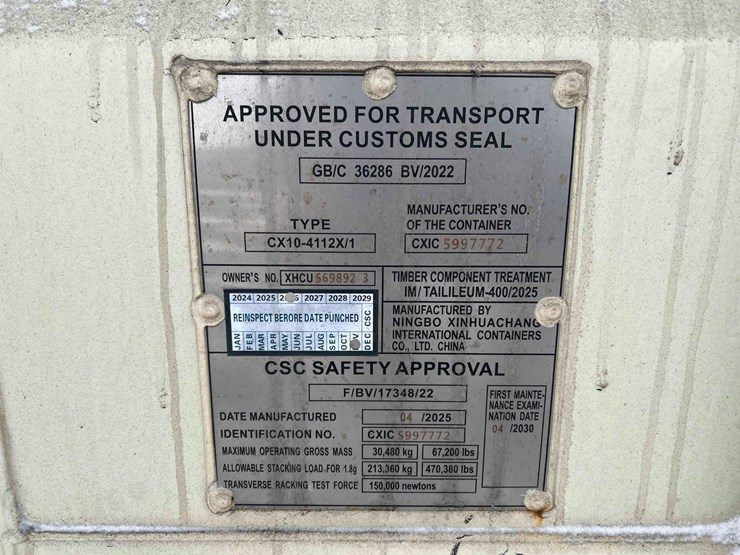 APPROVED FOR TRANSPORT
UNDER CUSTOMS SEAL
GB/C 36286 BV/2022
TYPE
CX10-4112X/1
MANUFACTURER'S NO.
OF THE CONTAINER
CXIC 5997772
OWNER'S NO. XHCU 569892 3
TIMBER COMPONENT TREATMENT
IM/TAILILEUM-400/2025
2024 2025 2026 2027 2028 2029
REINSPECT BERORE DATE PUNCHED
JAN FEB MAR APR MAY JUN JUL AUG SEP OCT DEC CSC
MANUFACTURED BY
NINGBO XINHUACHANG
INTERNATIONAL CONTAINERS
CO., LTD. CHINA
CSC SAFETY APPROVAL
F/BV/17348/22
DATE MANUFACTURED 04 /2025
IDENTIFICATION NO. CXIC 5997772
MAXIMUM OPERATING GROSS MASS 30,480 kg 67,200 lbs
ALLOWABLE STACKING LOAD FOR 1.8g 213,360 kg 470,380 lbs
TRANSVERSE RACKING TEST FORCE 150,000 newtons
FIRST MAINTE-
NANCE EXAMI-
NATION DATE
04 /2030